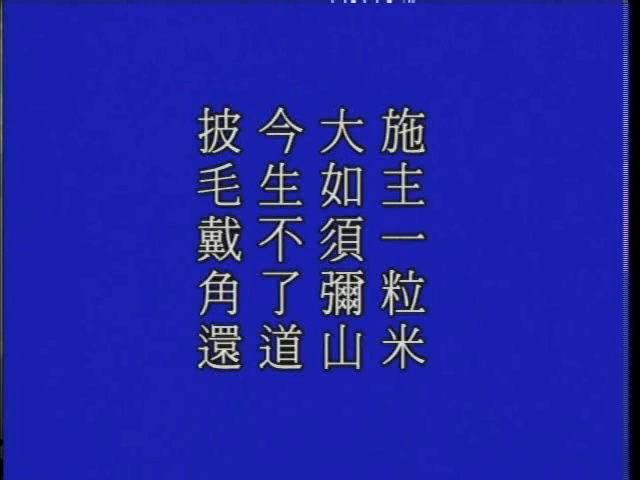 施主一粒米
大如須彌山
今生不了道
披毛戴角還